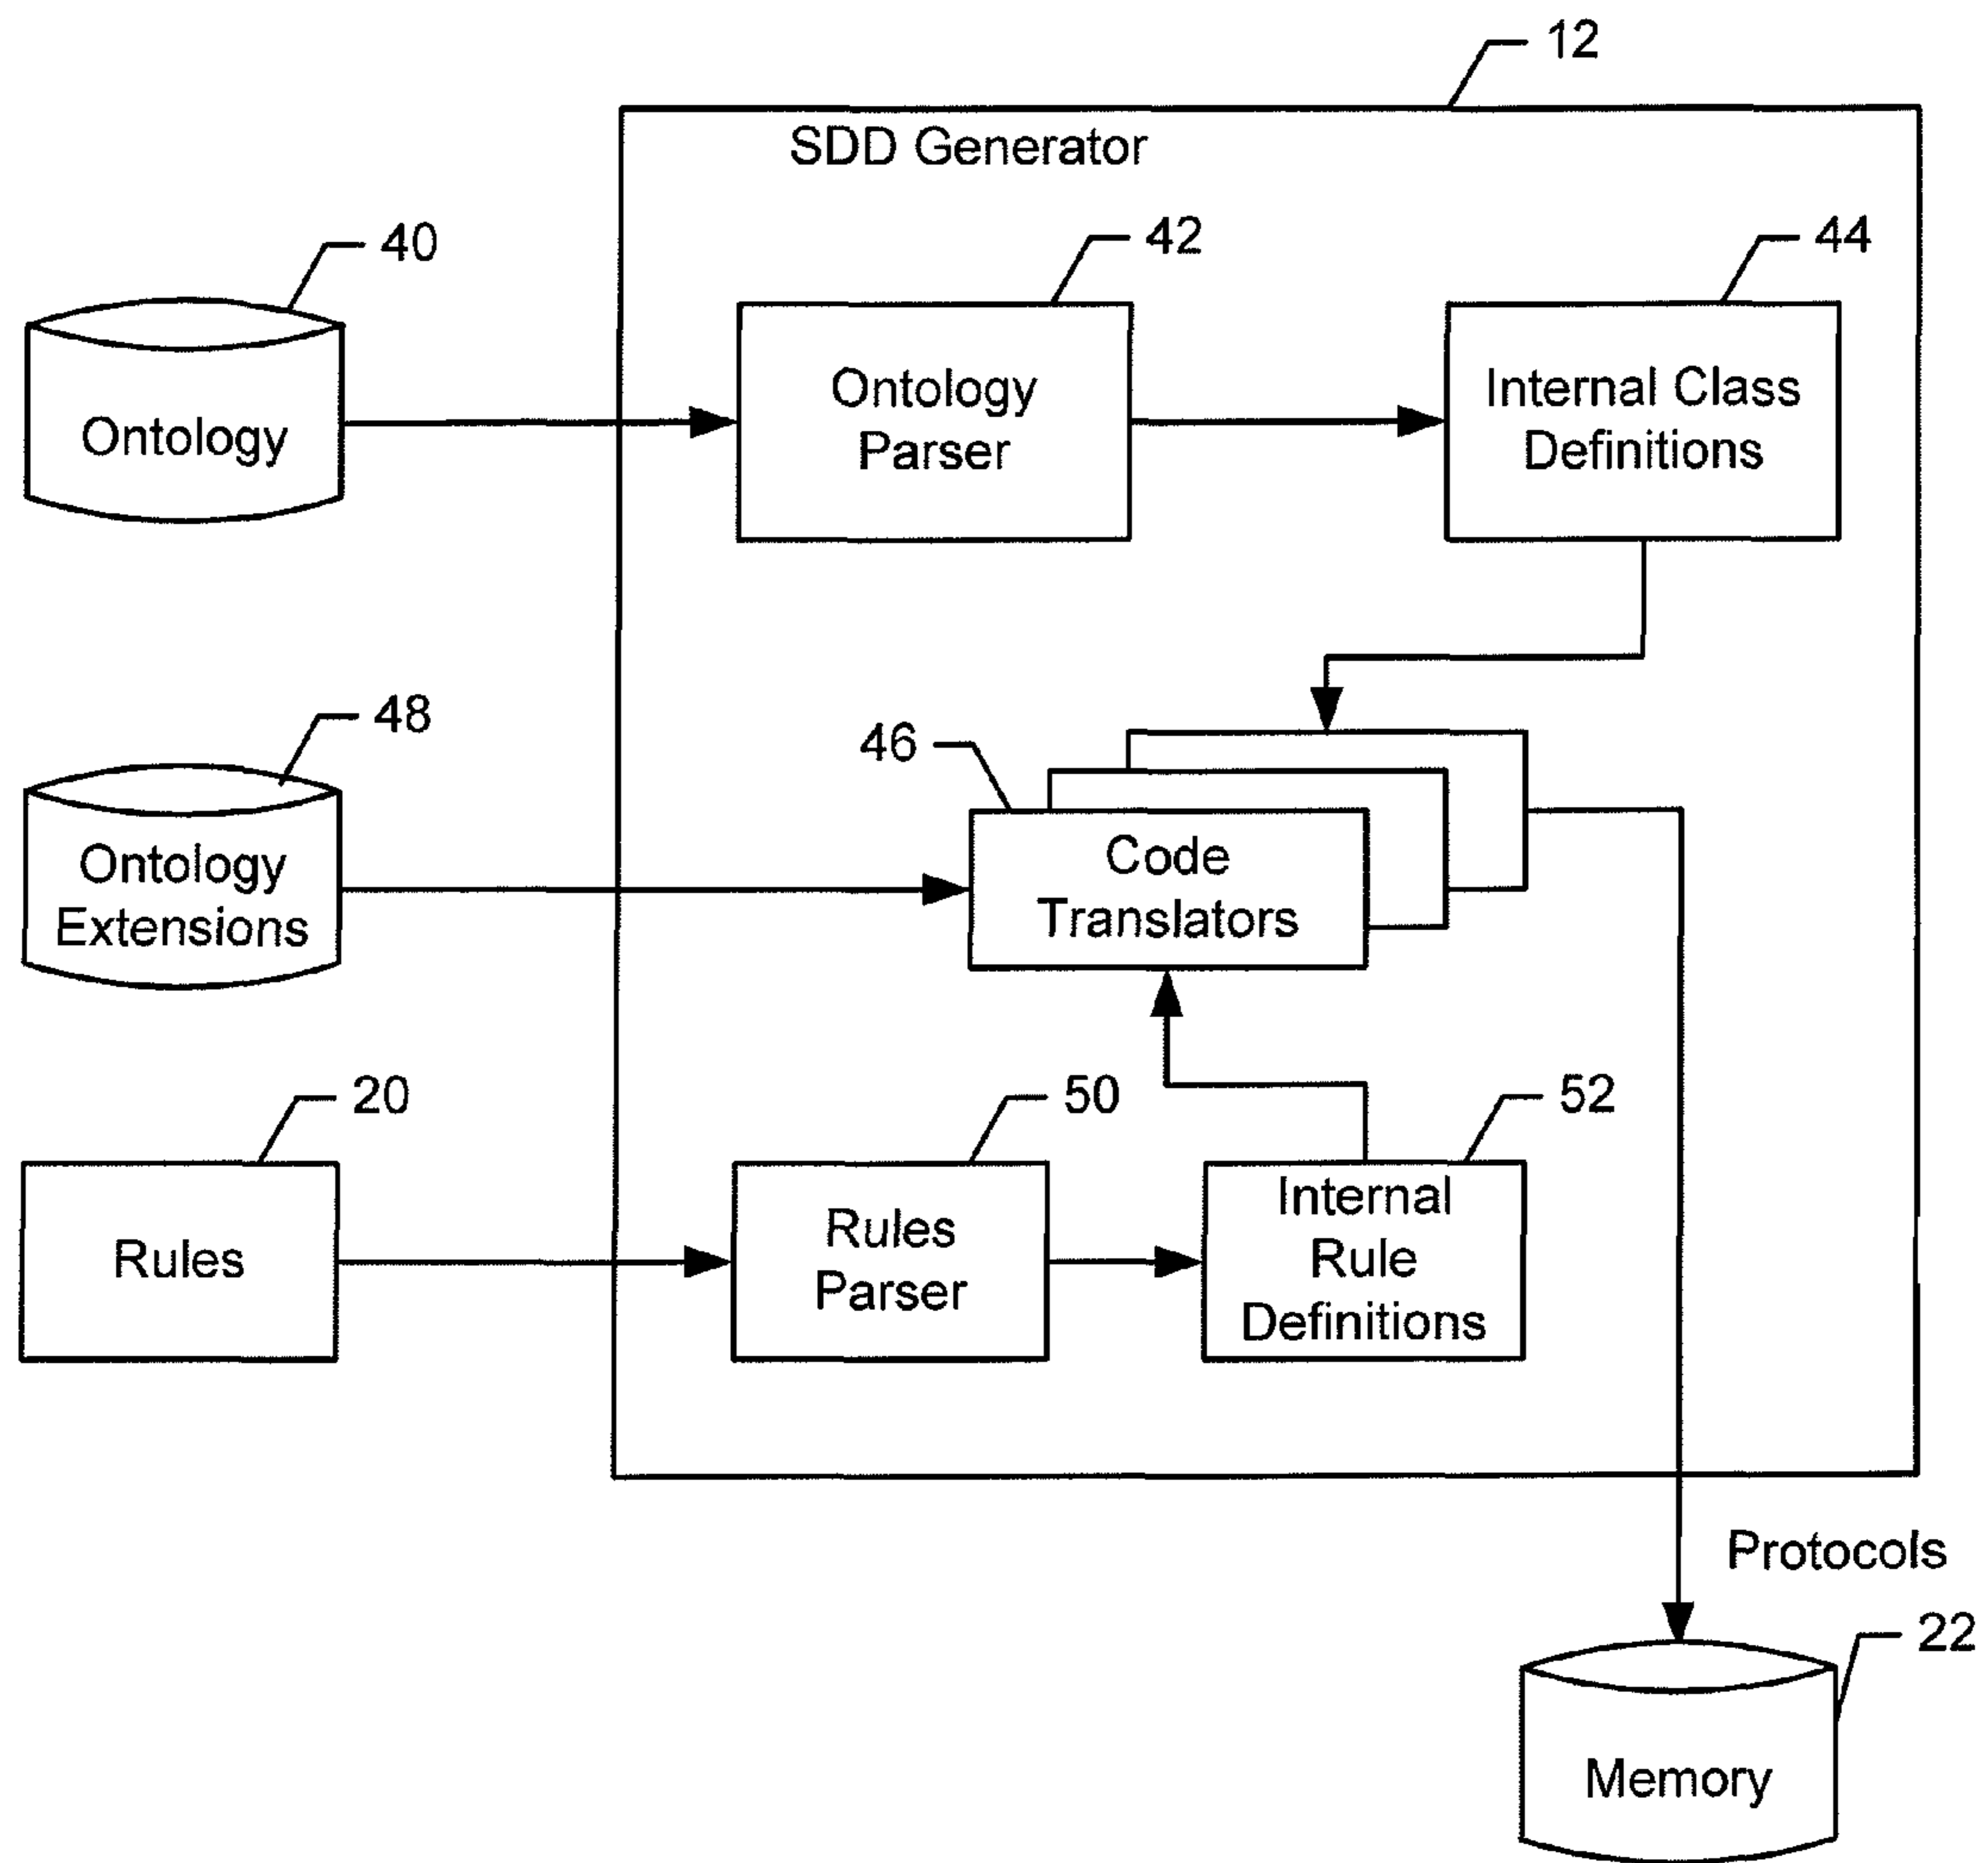 12
SDD Generator
40
42
44
Ontology
Ontology
Parser
Internal Class
Definitions
48
46
Ontology
Extensions
Code
Translators
20
50
52
Rules
Rules
Parser
Internal
Rule
Definitions
Protocols
22
Memory